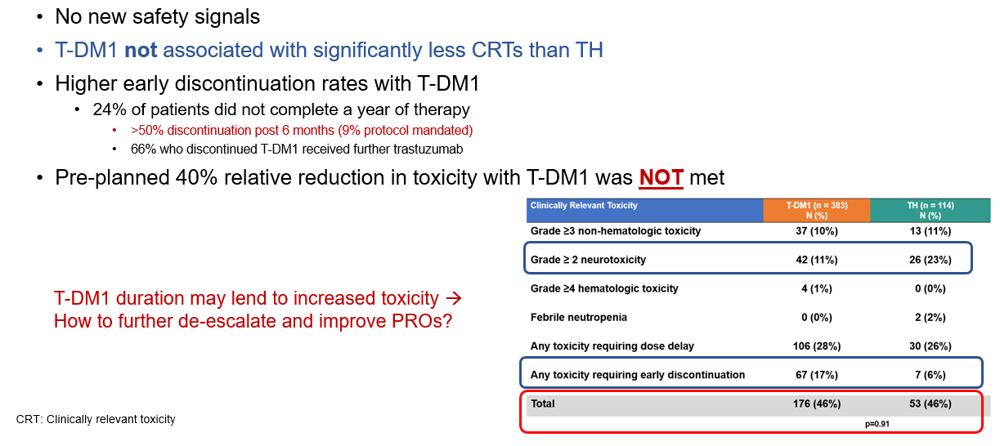 • No new safety signals
• T-DM1 not associated with significantly less CRTs than TH
• Higher early discontinuation rates with T-DM1
• 24% of patients did not complete a year of therapy
• >50% discontinuation post 6 months (9% protocol mandated)
• 66% who discontinued T-DM1 received further trastuzumab
• Pre-planned 40% relative reduction in toxicity with T-DM1 was NOT met
T-DM1 duration may lend to increased toxicity →
How to further de-escalate and improve PROs?
Clinically Relevant Toxicity T-DM1 (n = 383) TH (n = 114)
N (%) N (%)
Grade ≥3 non-hematologic toxicity 37 (10%) 13 (11%)
Grade ≥ 2 neurotoxicity 42 (11%) 26 (23%)
Grade ≥4 hematologic toxicity 4 (1%) 0 (0%)
Febrile neutropenia 0 (0%) 2 (2%)
Any toxicity requiring dose delay 106 (28%) 30 (26%)
Any toxicity requiring early discontinuation 67 (17%) 7 (6%)
Total 176 (46%) 53 (46%)
p=0.91
CRT: Clinically relevant toxicity